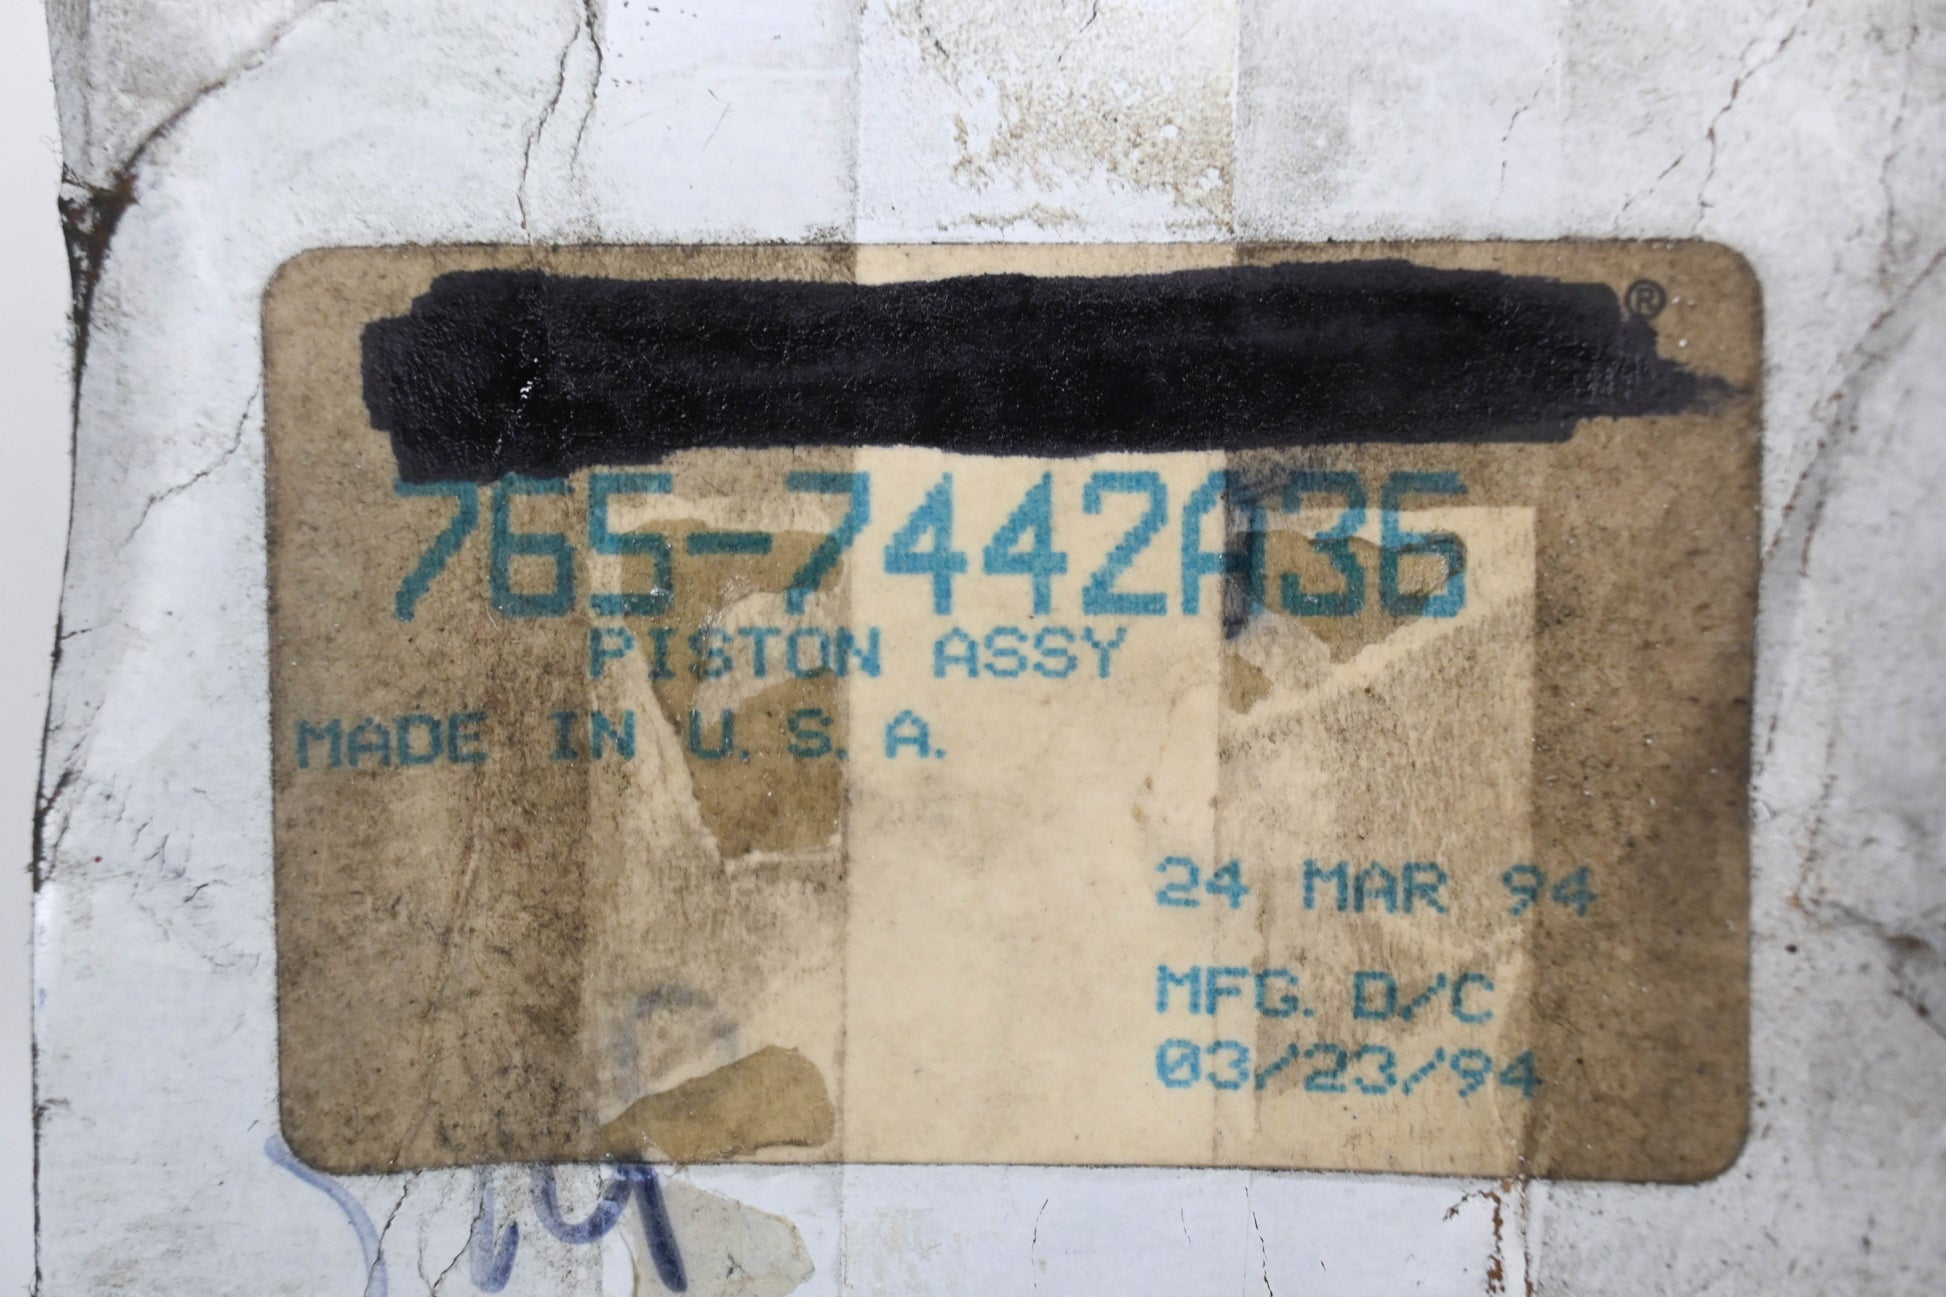 ®
765-7442A36
PISTON ASSY
MADE IN U.S.A.
24 MAR 94
MFG. D/C
03/23/94